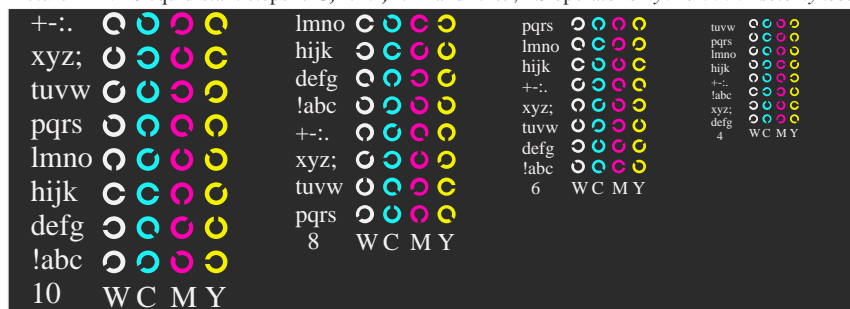 +-:.
xyz;
tuvw
pqrs
lmno
hijk
defg
!abc
10 W C M Y
lmno
hijk
defg
!abc
+-:.
xyz;
tuvw
pqrs
8 W C M Y
pqrs
lmno
hijk
+-:.
xyz;
tuvw
defg
!abc
6 W C M Y
tuvw
pqrs
lmno
hijk
+-:.
!abc
xyz;
defg
4 W C M Y